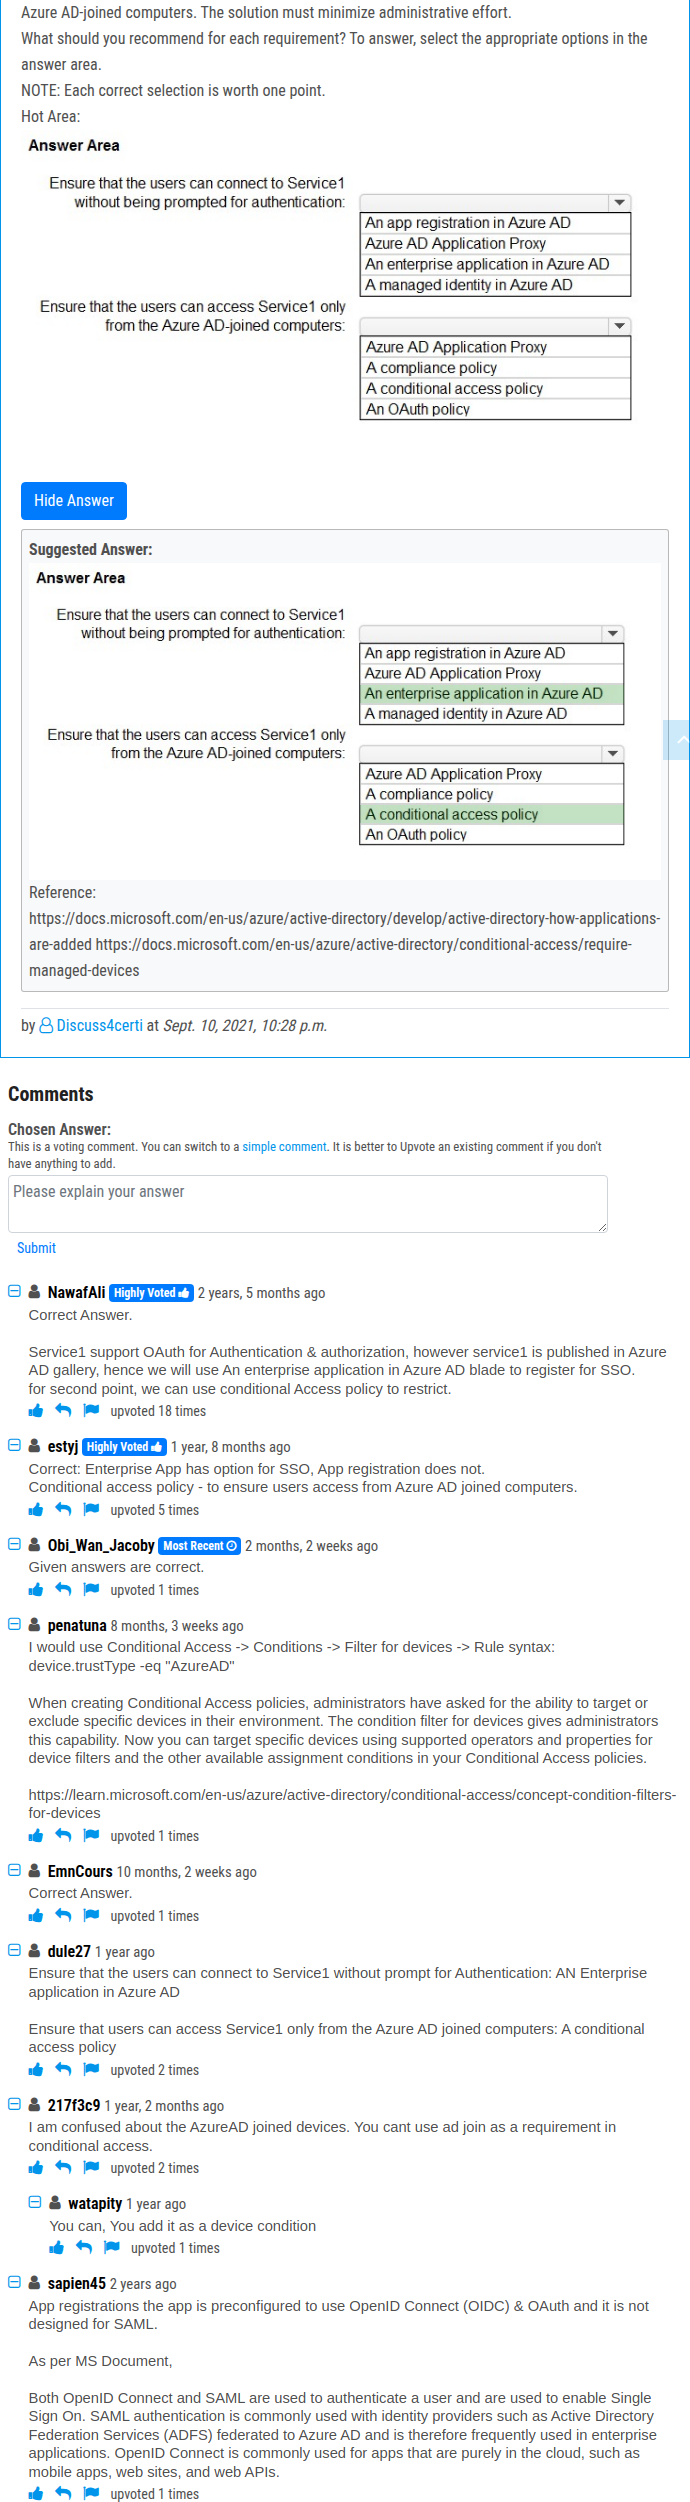 Azure AD-joined computers. The solution must minimize administrative effort.
What should you recommend for each requirement? To answer, select the appropriate options in the
answer area.
NOTE: Each correct selection is worth one point.
Hot Area:
Answer Area
Ensure that the users can connect to Service1
without being prompted for authentication:
An app registration in Azure AD
Azure AD Application Proxy
An enterprise application in Azure AD
A managed identity in Azure AD
Ensure that the users can access Service1 only
from the Azure AD-joined computers:
Azure AD Application Proxy
A compliance policy
A conditional access policy
An OAuth policy
Hide Answer
Suggested Answer:
Answer Area
Ensure that the users can connect to Service1
without being prompted for authentication:
An app registration in Azure AD
Azure AD Application Proxy
An enterprise application in Azure AD
A managed identity in Azure AD
Ensure that the users can access Service1 only
from the Azure AD-joined computers:
Azure AD Application Proxy
A compliance policy
A conditional access policy
An OAuth policy
Reference:
https://docs.microsoft.com/en-us/azure/active-directory/develop/active-directory-how-applications-
are-added https://docs.microsoft.com/en-us/azure/active-directory/conditional-access/require-
managed-devices
by Discuss4certi at Sept. 10, 2021, 10:28 p.m.
Comments
Chosen Answer:
This is a voting comment. You can switch to a simple comment. It is better to Upvote an existing comment if you don't
have anything to add.
Please explain your answer
Submit
NawafAli Highly Voted 2 years, 5 months ago
Correct Answer.
Service1 support OAuth for Authentication & authorization, however service1 is published in Azure
AD gallery, hence we will use An enterprise application in Azure AD blade to register for SSO.
for second point, we can use conditional Access policy to restrict.
upvoted 18 times
estyj Highly Voted 1 year, 8 months ago
Correct: Enterprise App has option for SSO, App registration does not.
Conditional access policy - to ensure users access from Azure AD joined computers.
upvoted 5 times
Obi_Wan_Jacoby Most Recent 2 months, 2 weeks ago
Given answers are correct.
upvoted 1 times
penatuna 8 months, 3 weeks ago
I would use Conditional Access -> Conditions -> Filter for devices -> Rule syntax:
device.trustType -eq "AzureAD"
When creating Conditional Access policies, administrators have asked for the ability to target or
exclude specific devices in their environment. The condition filter for devices gives administrators
this capability. Now you can target specific devices using supported operators and properties for
device filters and the other available assignment conditions in your Conditional Access policies.
https://learn.microsoft.com/en-us/azure/active-directory/conditional-access/concept-condition-filters-
for-devices
upvoted 1 times
EmnCours 10 months, 2 weeks ago
Correct Answer.
upvoted 1 times
dule27 1 year ago
Ensure that the users can connect to Service1 without prompt for Authentication: AN Enterprise
application in Azure AD
Ensure that users can access Service1 only from the Azure AD joined computers: A conditional
access policy
upvoted 2 times
217f3c9 1 year, 2 months ago
I am confused about the AzureAD joined devices. You cant use ad join as a requirement in
conditional access.
upvoted 2 times
watapity 1 year ago
You can, You add it as a device condition
upvoted 1 times
sapien45 2 years ago
App registrations the app is preconfigured to use OpenID Connect (OIDC) & OAuth and it is not
designed for SAML.
As per MS Document,
Both OpenID Connect and SAML are used to authenticate a user and are used to enable Single
Sign On. SAML authentication is commonly used with identity providers such as Active Directory
Federation Services (ADFS) federated to Azure AD and is therefore frequently used in enterprise
applications. OpenID Connect is commonly used for apps that are purely in the cloud, such as
mobile apps, web sites, and web APIs.
upvoted 1 times